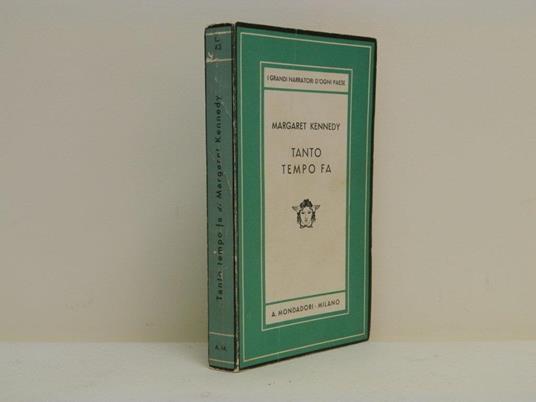 I GRANDI NARRATORI D'OGNI PAESE
MARGARET KENNEDY
TANTO
TEMPO FA
A. MONDADORI - MILANO
Tanto tempo fa di Margaret Kennedy
A. M.